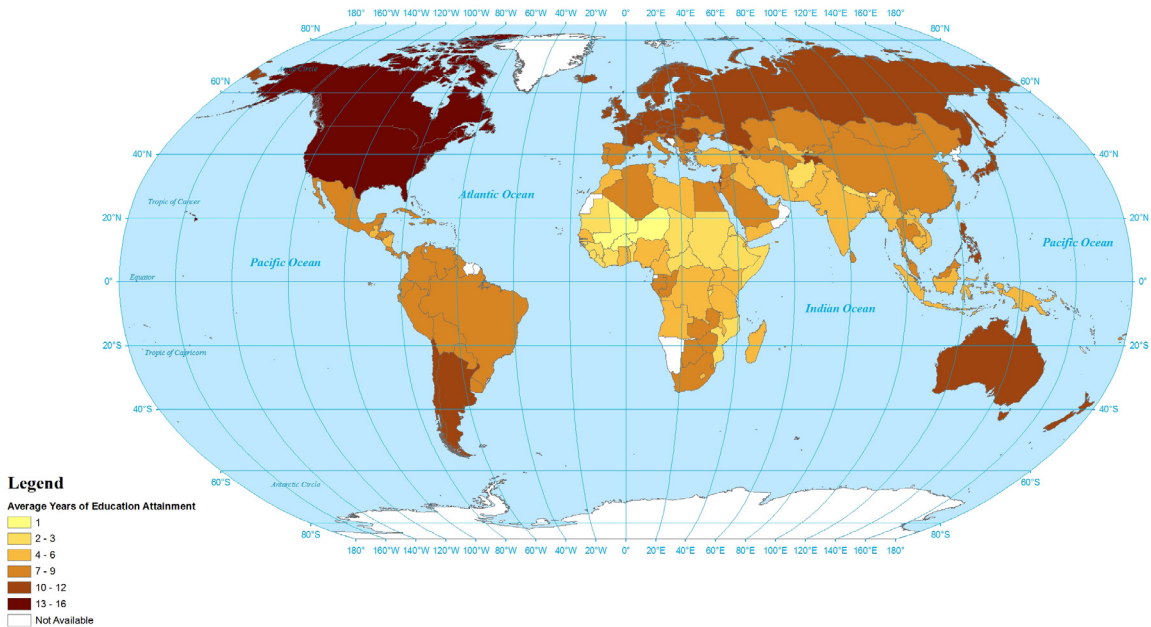 180° 160°W 140°W 120°W 100°W 80°W 60°W 40°W 20°W 0° 20°E 40°E 60°E 80°E 100°E 120°E 140°E 160°E 180°
80°N 80°N
60°N 60°N
40°N 40°N
Atlantic Ocean
Tropic of Cancer
20°N 20°N
Pacific Ocean Pacific Ocean
Equator
0° 0°
Indian Ocean
20°S Tropic of Capricorn 20°S
40°S 40°S
60°S Antarctic Circle 60°S
80°S 80°S
180° 160°W 140°W 120°W 100°W 80°W 60°W 40°W 20°W 0° 20°E 40°E 60°E 80°E 100°E 120°E 140°E 160°E 180°
Legend
Average Years of Education Attainment
1
2 - 3
4 - 6
7 - 9
10 - 12
13 - 16
Not Available